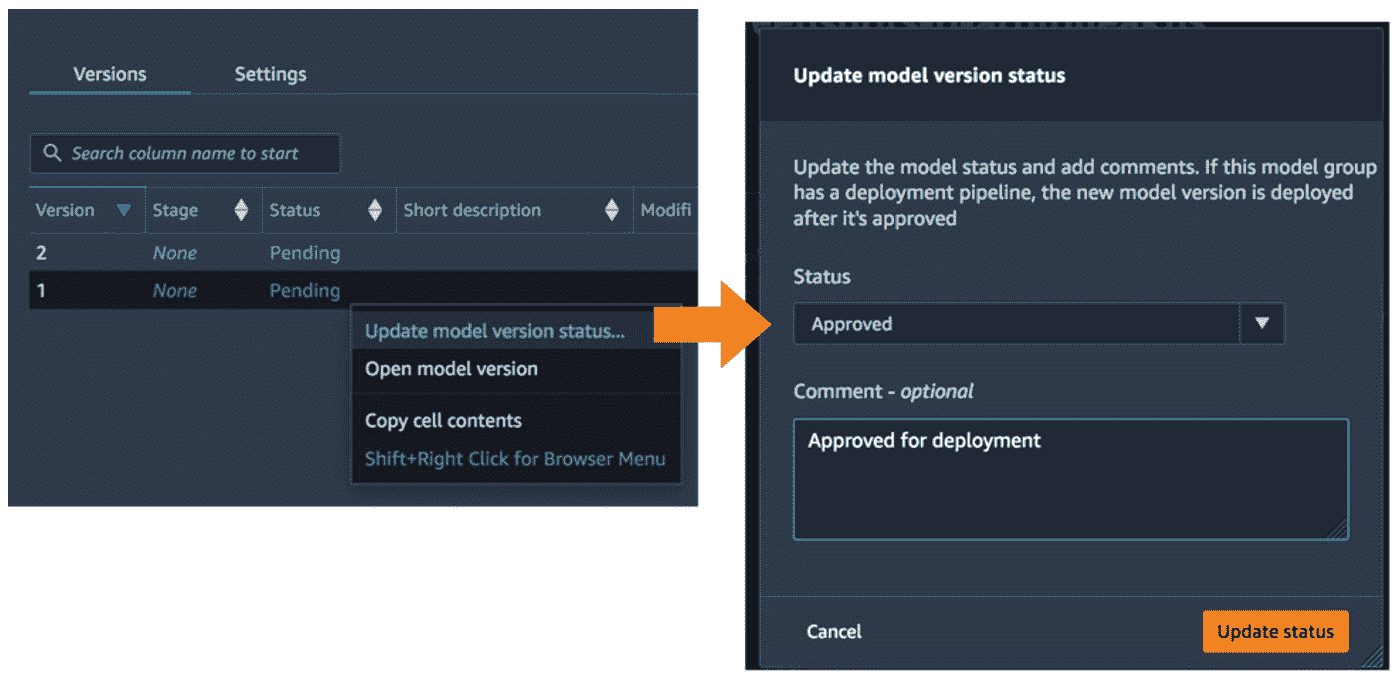 Versions Settings
Search column name to start
Version Stage Status Short description Modifi
2 None Pending
1 None Pending
Update model version status...
Open model version
Copy cell contents
Shift+Right Click for Browser Menu
Update model version status
Update the model status and add comments. If this model group
has a deployment pipeline, the new model version is deployed
after it's approved
Status
Approved
Comment - optional
Approved for deployment
Cancel Update status